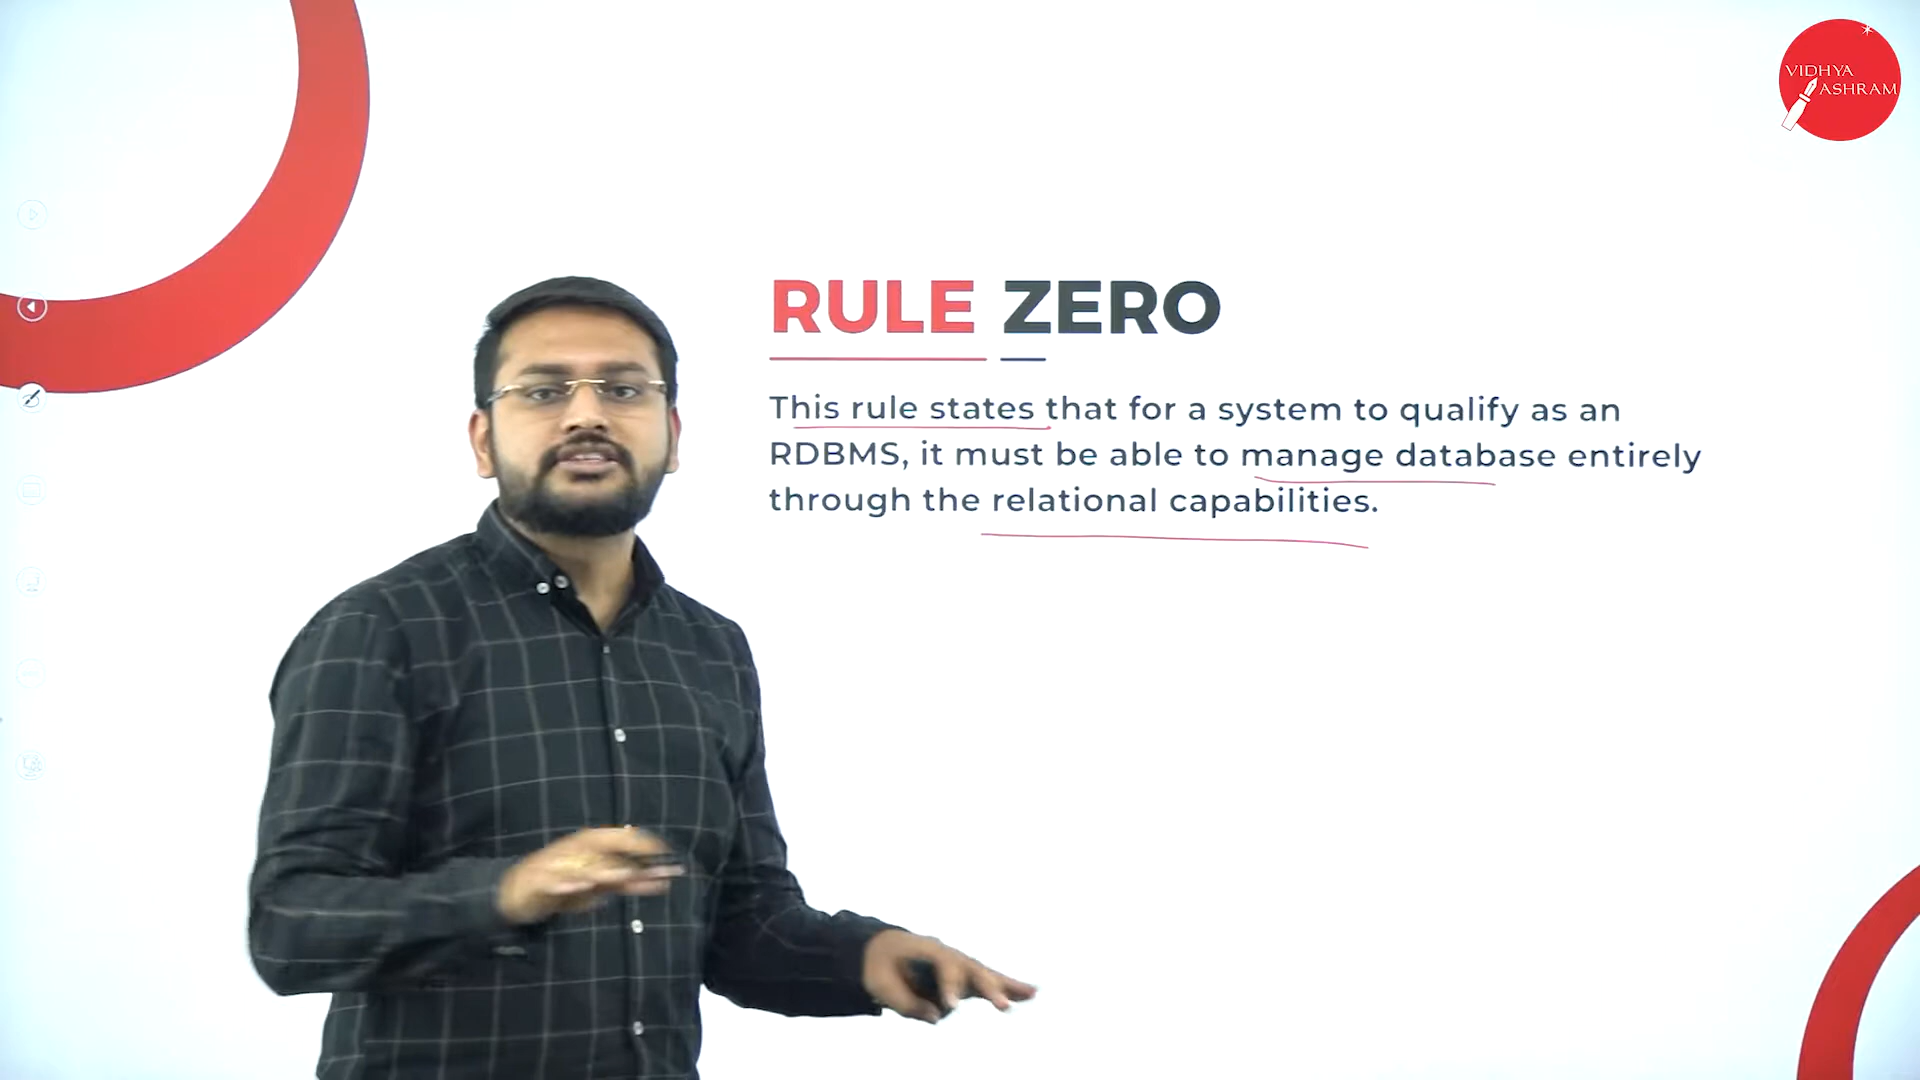 VIDHYA
ASHRAM
RULE ZERO
This rule states that for a system to qualify as an
RDBMS, it must be able to manage database entirely
through the relational capabilities.